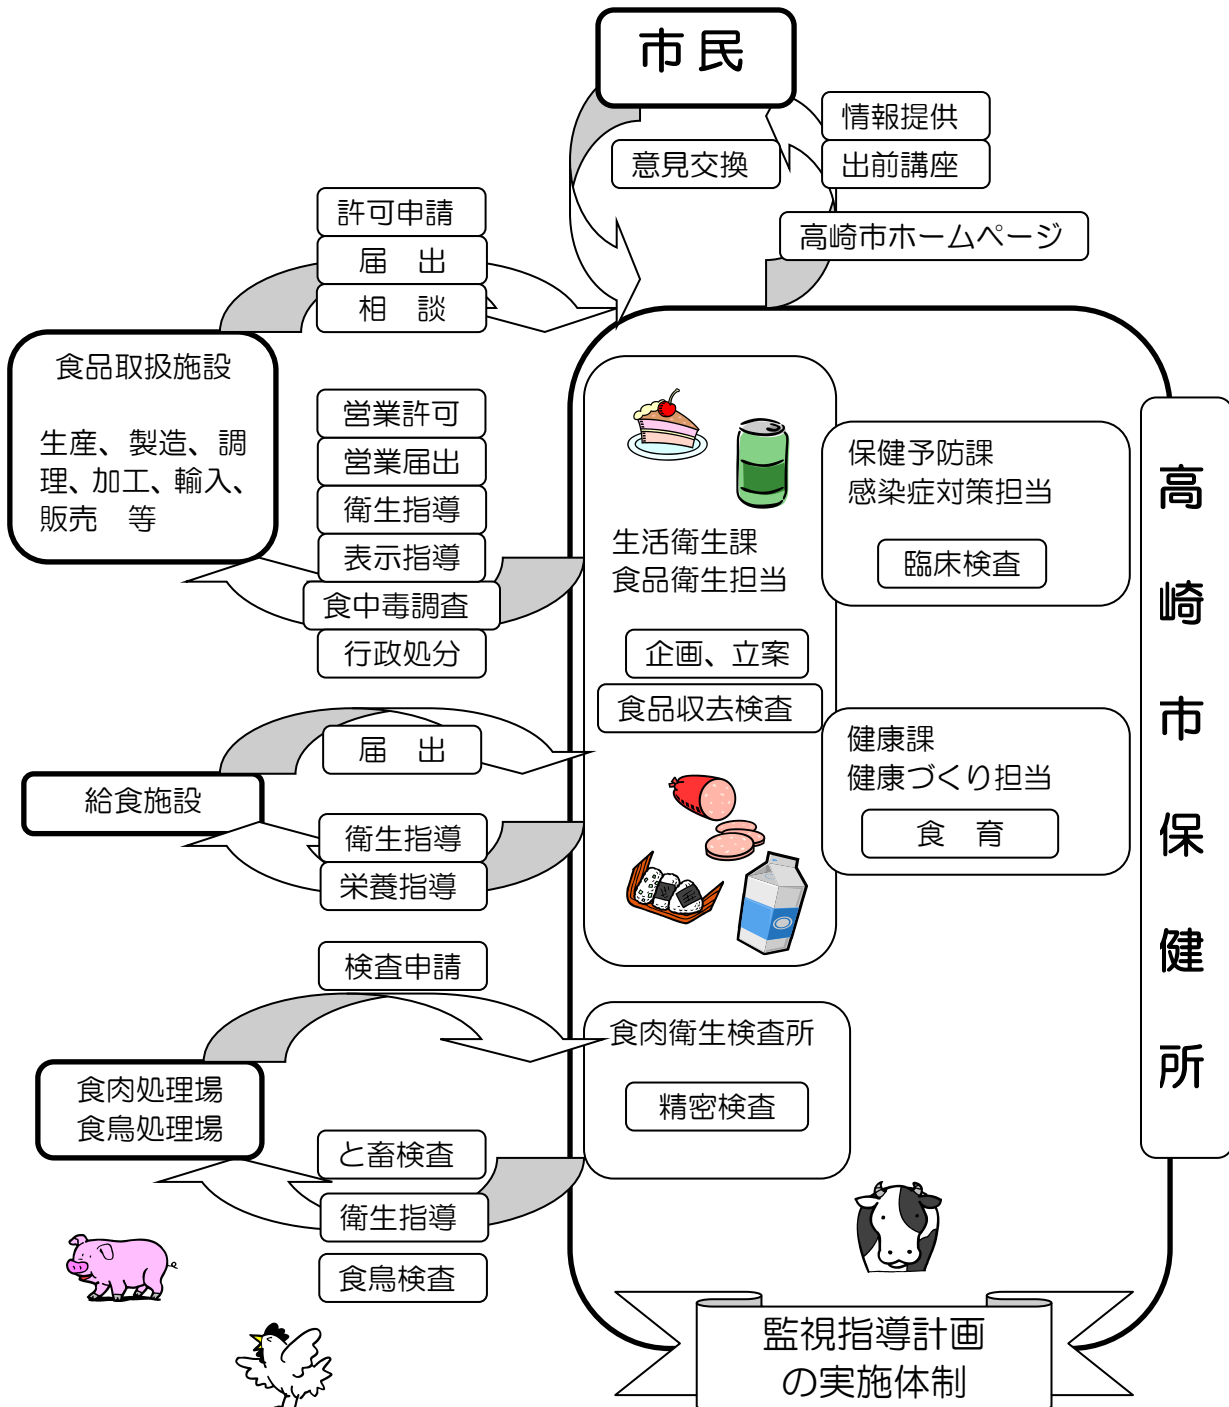 市民
情報提供
意見交換
出前講座
高崎市ホームページ
許可申請
届　出
相　談
食品取扱施設
生産、製造、調
理、加工、輸入、
販売　等
営業許可
営業届出
衛生指導
表示指導
食中毒調査
行政処分
生活衛生課
食品衛生担当
企画、立案
食品収去検査
保健予防課
感染症対策担当
臨床検査
健康課
健康づくり担当
食　育
高崎市保健所
届　出
給食施設
衛生指導
栄養指導
検査申請
食肉衛生検査所
精密検査
食肉処理場
食鳥処理場
と畜検査
衛生指導
食鳥検査
監視指導計画
の実施体制